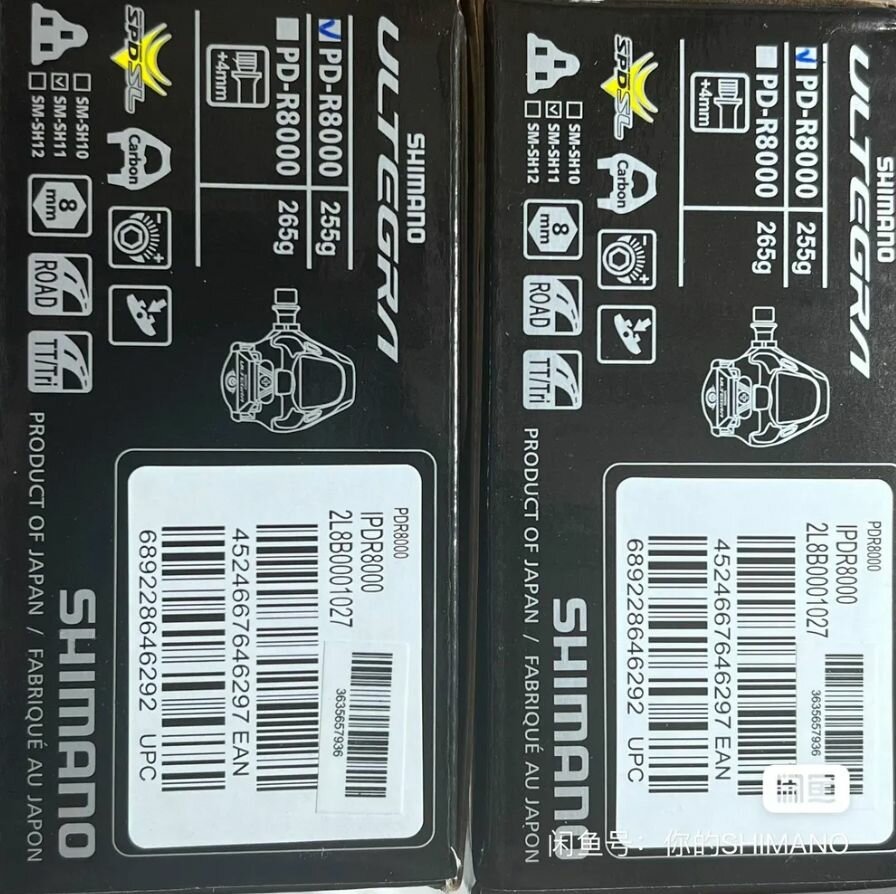 SHIMANO
ULTEGRA
PD-R8000 255g
PD-R8000 265g
+4mm
SPD-SL
Carbon
SM-SH10
SM-SH11
SM-SH12
8
mm
ROAD
TT/Tri
PRODUCT OF JAPAN / FABRIQUÉ AU JAPON
PDR8000
IPDR8000
2L8B0001027
3635657936
4524667646297 EAN
689228646292 UPC
SHIMANO
SHIMANO
ULTEGRA
PD-R8000 255g
PD-R8000 265g
+4mm
SPD-SL
Carbon
SM-SH10
SM-SH11
SM-SH12
8
mm
ROAD
TT/Tri
PRODUCT OF JAPAN / FABRIQUÉ AU JAPON
PDR8000
IPDR8000
2L8B0001027
3635657936
4524667646297 EAN
689228646292 UPC
SHIMANO
闲鱼号：你的SHIMANO